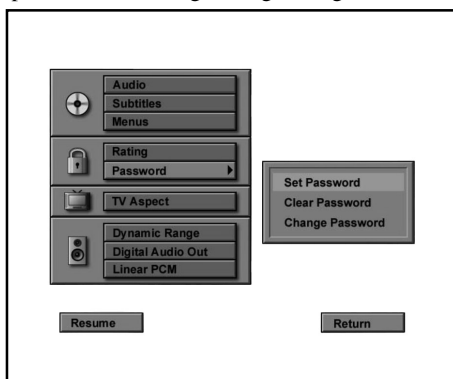 Audio
Subtitles
Menus
Rating
Password
TV Aspect
Dynamic Range
Digital Audio Out
Linear PCM
Set Password
Clear Password
Change Password
Resume
Return